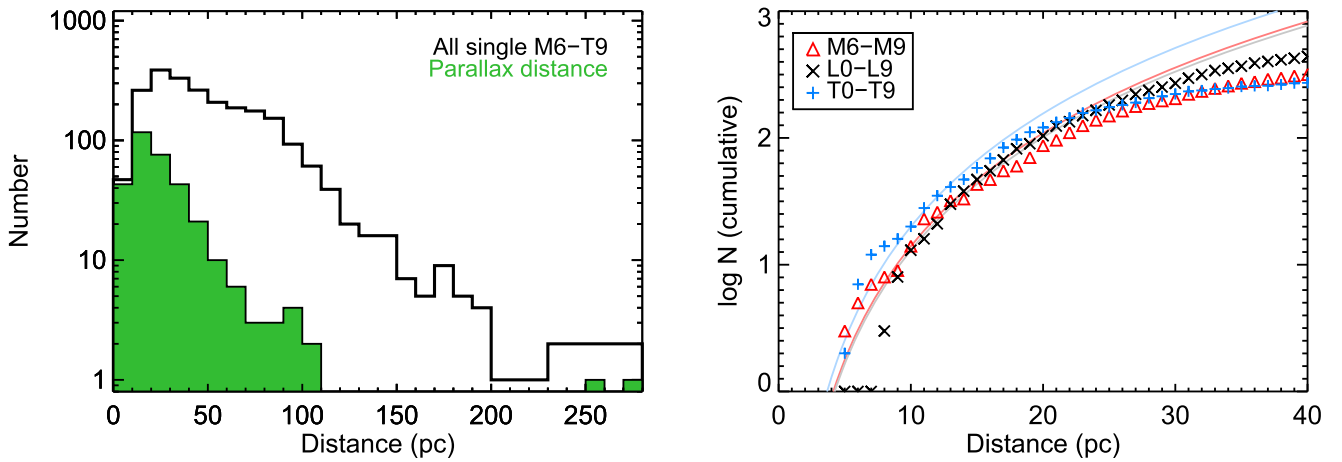 1000
100
10
1
Number
All single M6−T9
Parallax distance
0
50
100
150
200
250
Distance (pc)
3
2
1
0
log N (cumulative)
M6−M9
L0−L9
T0−T9
0
10
20
30
40
Distance (pc)